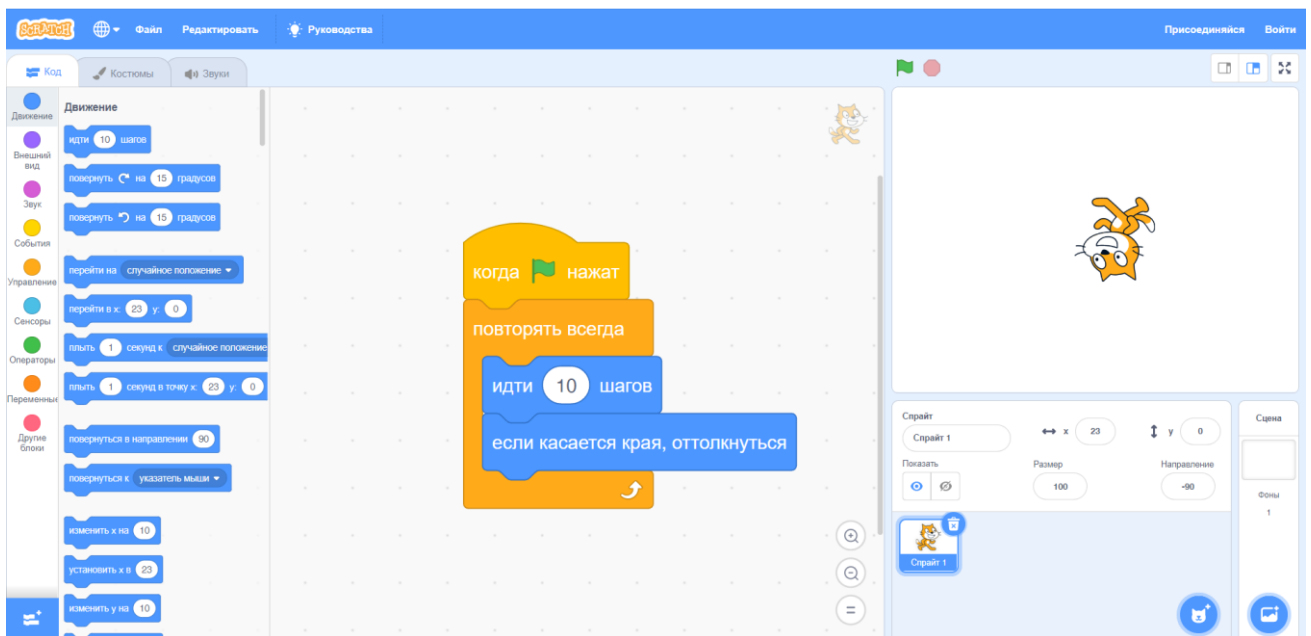 SCRATCH Файл Редактировать Руководства Присоединяйся Войти
Код Костюмы Звуки
Движение
Внешний вид
Звук
События
Управление
Сенсоры
Операторы
Переменны
Другие блоки
Движение
идти 10 шагов
повернуть на 15 градусов
повернуть на 15 градусов
перейти на случайное положение
перейти в x: 23 y: 0
плыть 1 секунд к случайное положение
плыть 1 секунд в точку x: 23 y: 0
повернуться в направлении 90
повернуться к указатель мыши
изменить x на 10
установить x в 23
изменить y на 10
когда нажат
повторять всегда
идти 10 шагов
если касается края, оттолкнуться
Спрайт
Спрайт 1 x 23 y 0
Показать Размер Направление
100 -90
Спрайт 1
Сцена
Фоны
1